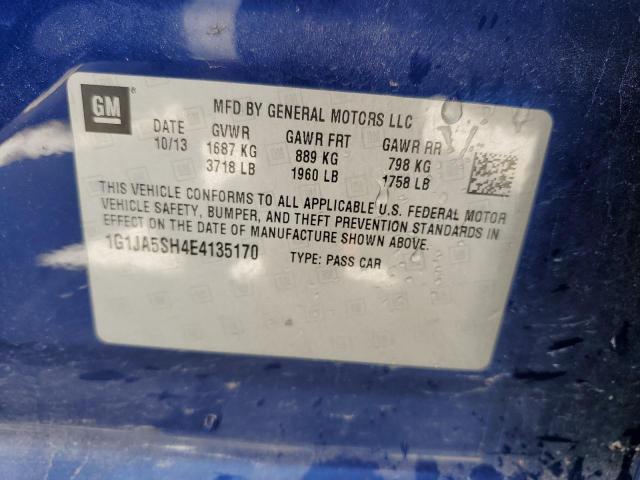 GM ®
MFD BY GENERAL MOTORS LLC
DATE GVWR GAWR FRT GAWR RR
10/13 1687 KG 889 KG 798 KG
3718 LB 1960 LB 1758 LB
THIS VEHICLE CONFORMS TO ALL APPLICABLE U.S. FEDERAL MOTOR
VEHICLE SAFETY, BUMPER, AND THEFT PREVENTION STANDARDS IN
EFFECT ON THE DATE OF MANUFACTURE SHOWN ABOVE.
1G1JA5SH4E4135170 TYPE: PASS CAR